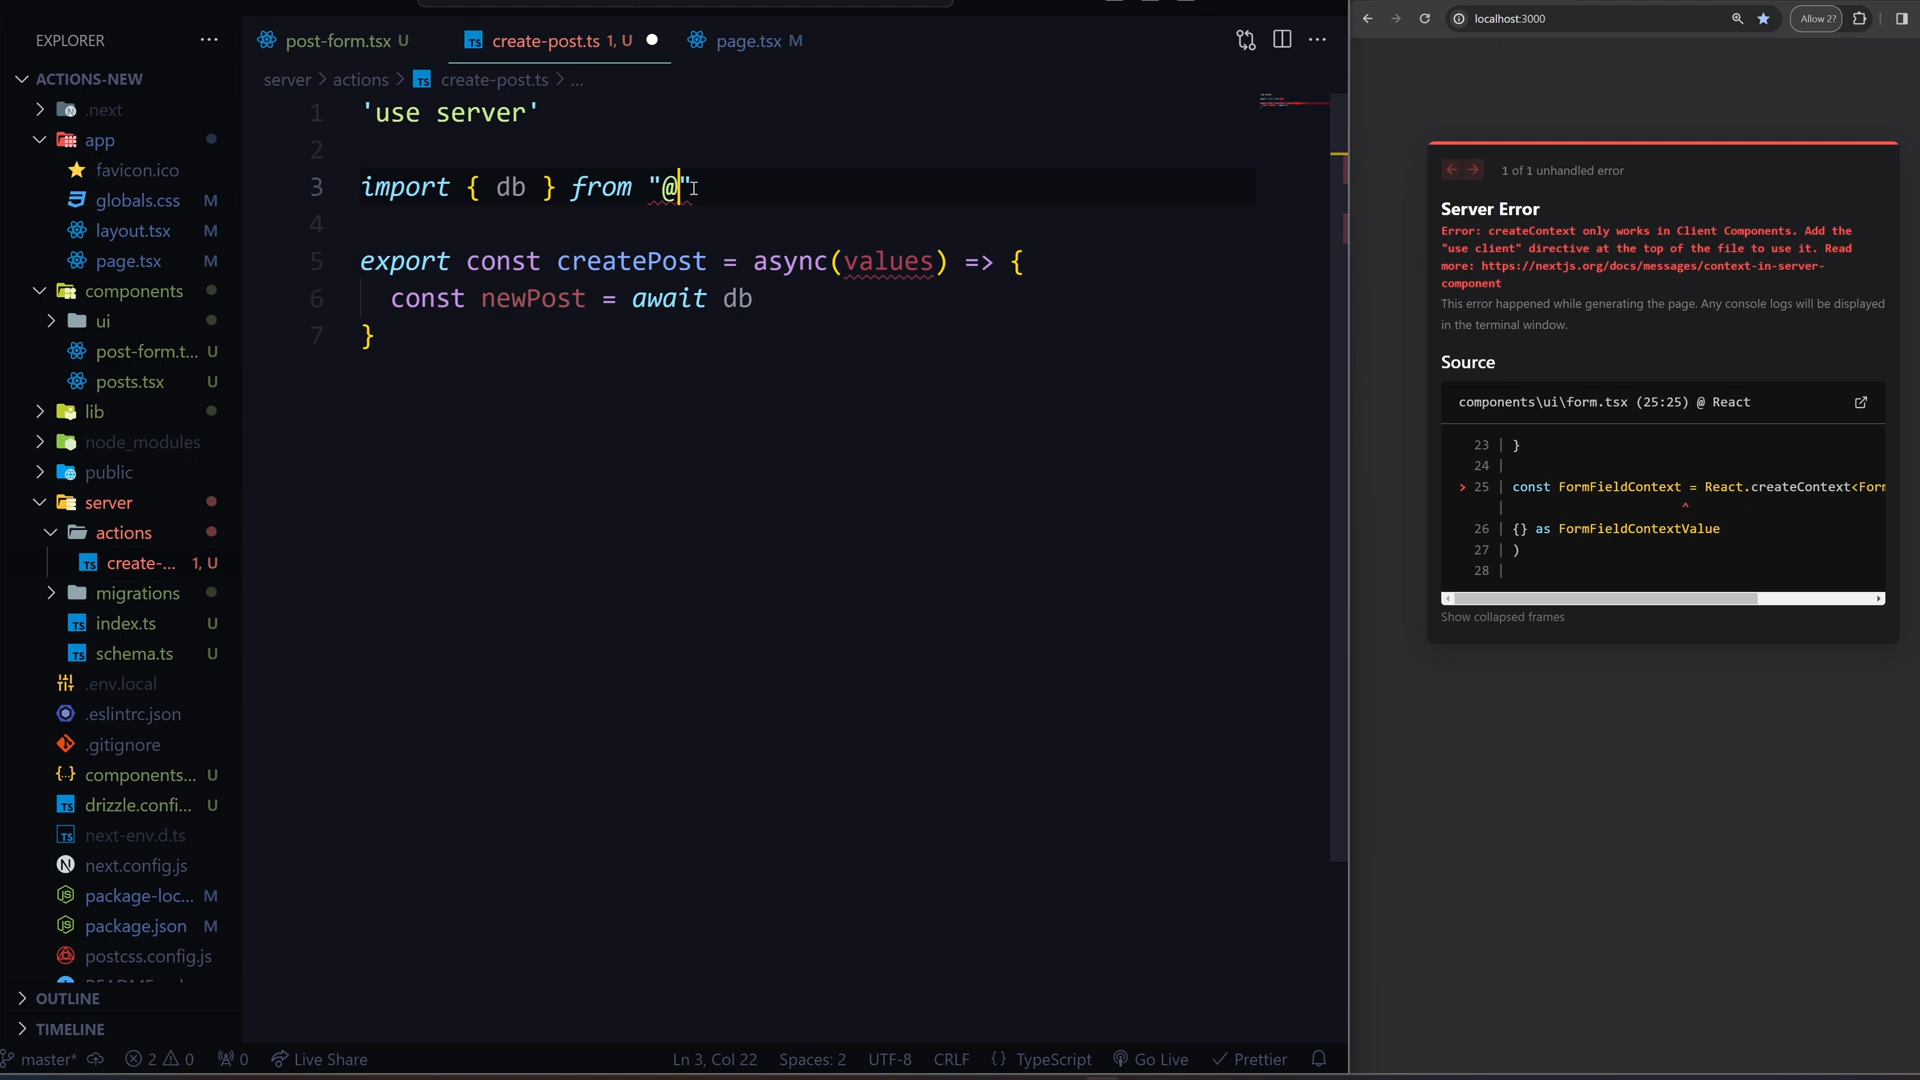 EXPLORER
ACTIONS-NEW
.next
app
favicon.ico
globals.css M
layout.tsx M
page.tsx M
components
ui
post-form.t... U
posts.tsx U
lib
node_modules
public
server
actions
create-... 1, U
migrations
index.ts U
schema.ts U
.env.local
.eslintrc.json
.gitignore
components... U
drizzle.confi... U
next-env.d.ts
next.config.js
package-loc... M
package.json M
postcss.config.js
OUTLINE
TIMELINE
post-form.tsx U
create-post.ts 1, U
page.tsx M
server > actions > create-post.ts > ...
1 'use server'
2
3 import { db } from "@"
4
5 export const createPost = async(values) => {
6 const newPost = await db
7 }
master* 2 0 0 Live Share
Ln 3, Col 22 Spaces: 2 UTF-8 CRLF {} TypeScript Go Live Prettier
localhost:3000
Allow 2?
1 of 1 unhandled error
Server Error
Error: createContext only works in Client Components. Add the
"use client" directive at the top of the file to use it. Read
more: https://nextjs.org/docs/messages/context-in-server-
component
This error happened while generating the page. Any console logs will be displayed
in the terminal window.
Source
components\ui\form.tsx (25:25) @ React
23 | }
24 |
> 25 | const FormFieldContext = React.createContext<Form
| ^
26 | {} as FormFieldContextValue
27 | )
28 |
Show collapsed frames